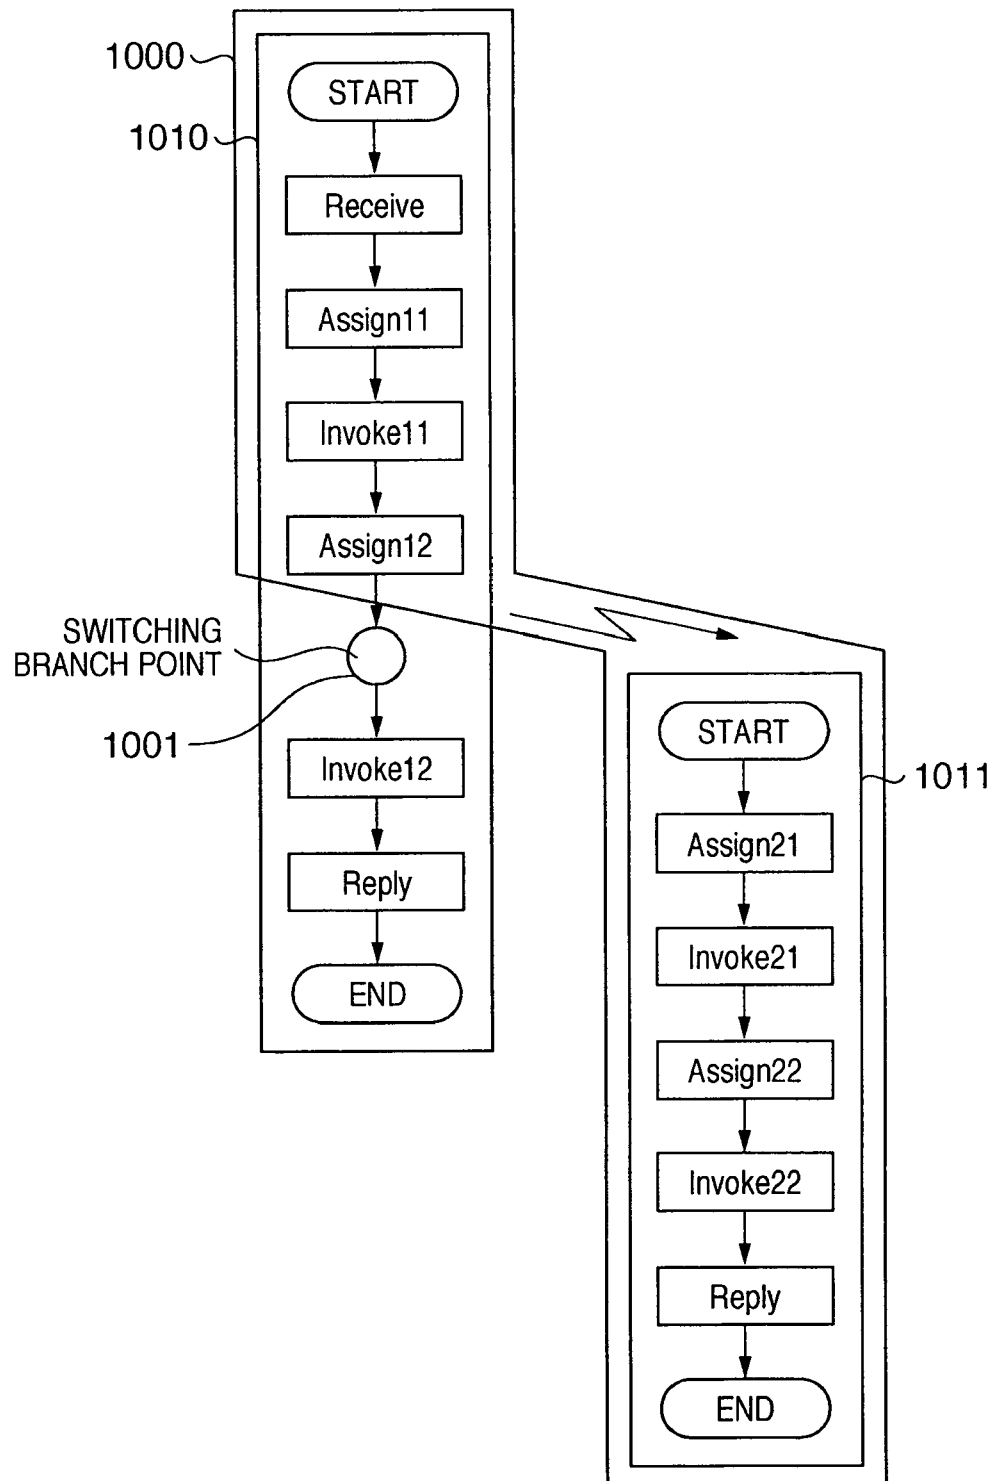 1000
START
1010
Receive
Assign11
Invoke11
Assign12
SWITCHING
BRANCH POINT
1001
Invoke12
Reply
END
START
1011
Assign21
Invoke21
Assign22
Invoke22
Reply
END